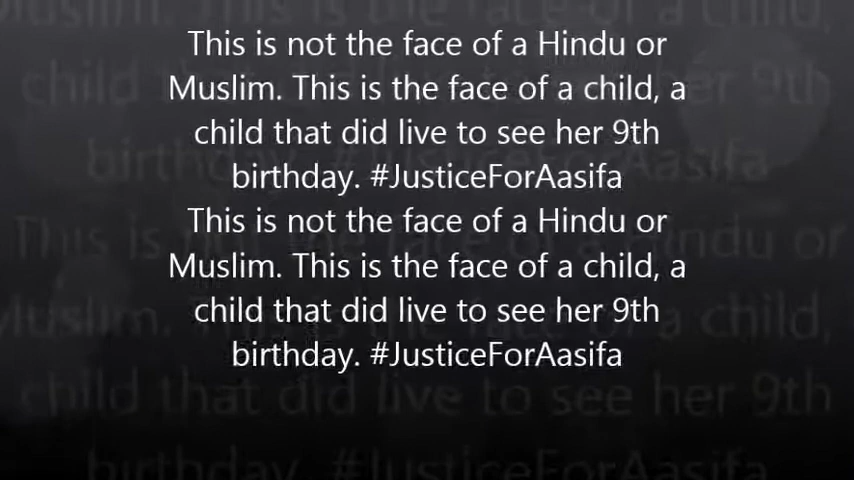 This is not the face of a Hindu or
Muslim. This is the face of a child, a
child that did live to see her 9th
birthday. #JusticeForAasifa
This is not the face of a Hindu or
Muslim. This is the face of a child, a
child that did live to see her 9th
birthday. #JusticeForAasifa